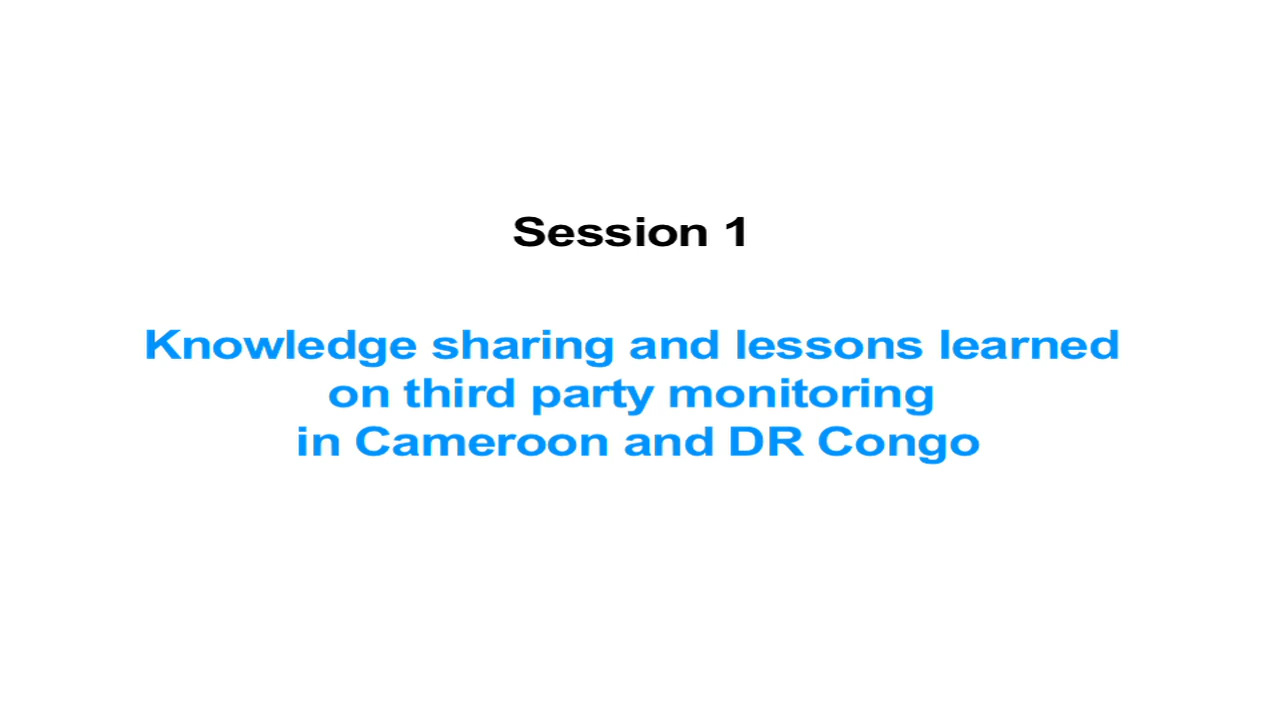 Session 1
Knowledge sharing and lessons learned
on third party monitoring
in Cameroon and DR Congo